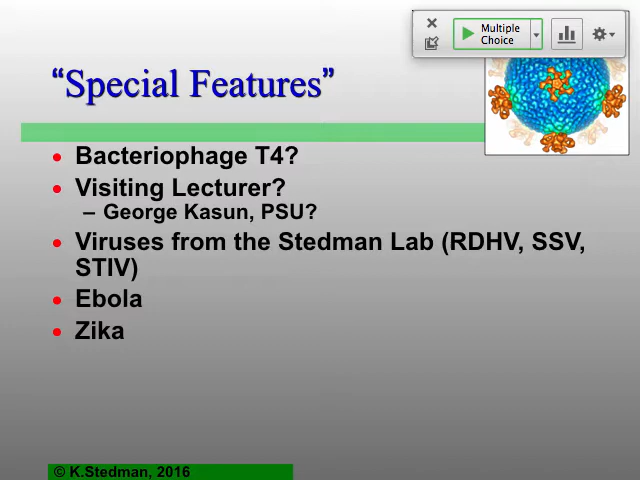 Multiple
Choice
“Special Features”
• Bacteriophage T4?
• Visiting Lecturer?
– George Kasun, PSU?
• Viruses from the Stedman Lab (RDHV, SSV,
STIV)
• Ebola
• Zika
© K.Stedman, 2016